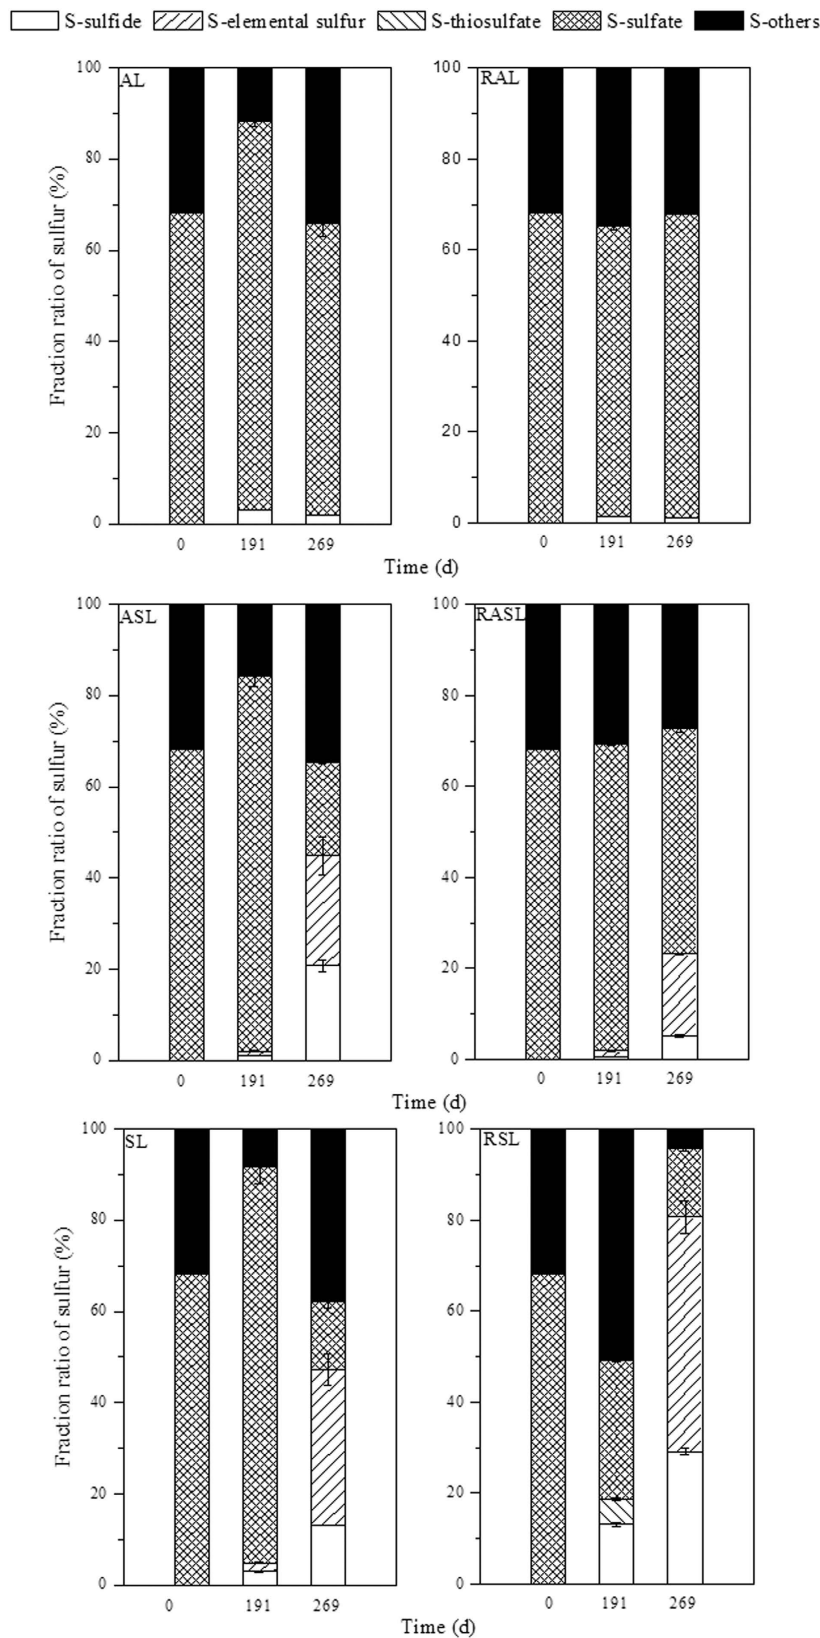 S-sulfide S-elemental sulfur S-thiosulfate S-sulfate S-others
AL
RAL
Fraction ratio of sulfur (%)
100
80
60
40
20
0
100
80
60
40
20
0
0 191 269
0 191 269
Time (d)
ASL
RASL
Fraction ratio of sulfur (%)
100
80
60
40
20
0
100
80
60
40
20
0
0 191 269
0 191 269
Time (d)
SL
RSL
Fraction ratio of sulfur (%)
100
80
60
40
20
0
100
80
60
40
20
0
0 191 269
0 191 269
Time (d)